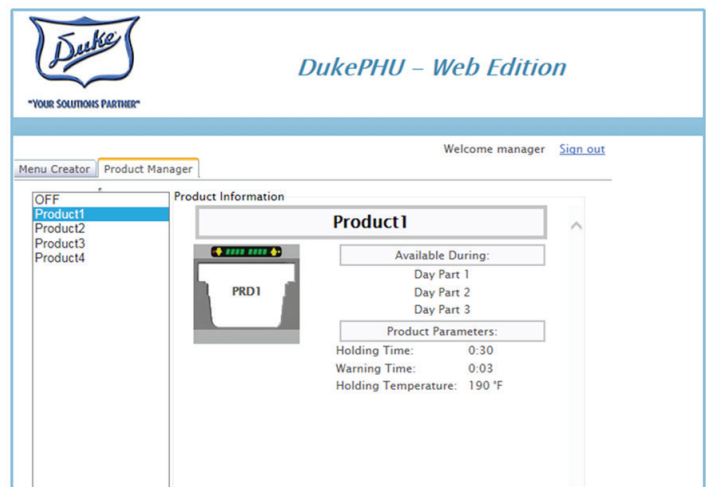 Duke
"YOUR SOLUTIONS PARTNER"
DukePHU – Web Edition
Welcome manager Sign out
Menu Creator Product Manager
OFF
Product1
Product2
Product3
Product4
Product Information
Product1
PRD1
Available During:
Day Part 1
Day Part 2
Day Part 3
Product Parameters:
Holding Time: 0:30
Warning Time: 0:03
Holding Temperature: 190 °F